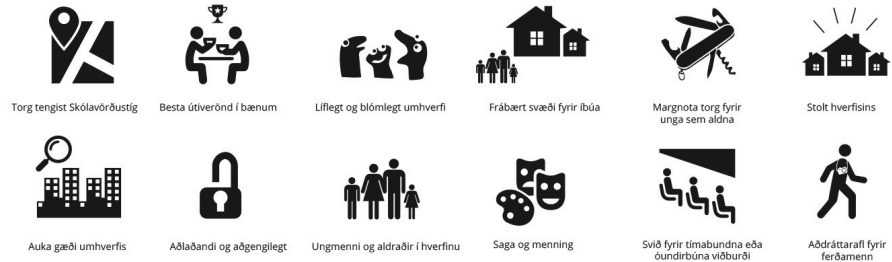 Torg tengist Skólavörðustíg
Besta útiverönd í bænum
Líflegt og blómlegt umhverfi
Frábært svæði fyrir íbúa
Margnota torg fyrir
unga sem aldna
Stolt hverfisins
Auka gæði umhverfis
Aðlaðandi og aðgengilegt
Ungmenni og aldraðir í hverfinu
Saga og menning
Svið fyrir tímabundna eða
óundirbúna viðburði
Aðdráttarafl fyrir
ferðamenn